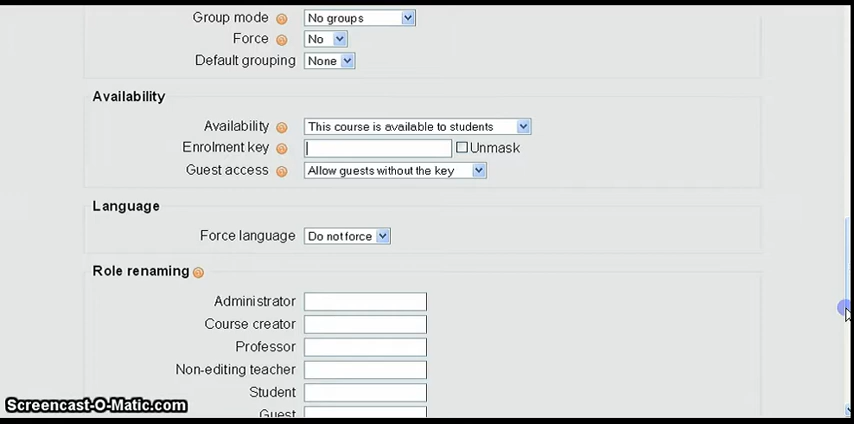 Group mode No groups
Force No
Default grouping None
Availability
Availability This course is available to students
Enrolment key Unmask
Guest access Allow guests without the key
Language
Force language Do not force
Role renaming
Administrator
Course creator
Professor
Non-editing teacher
Student
Guest
Screencast-O-Matic.com